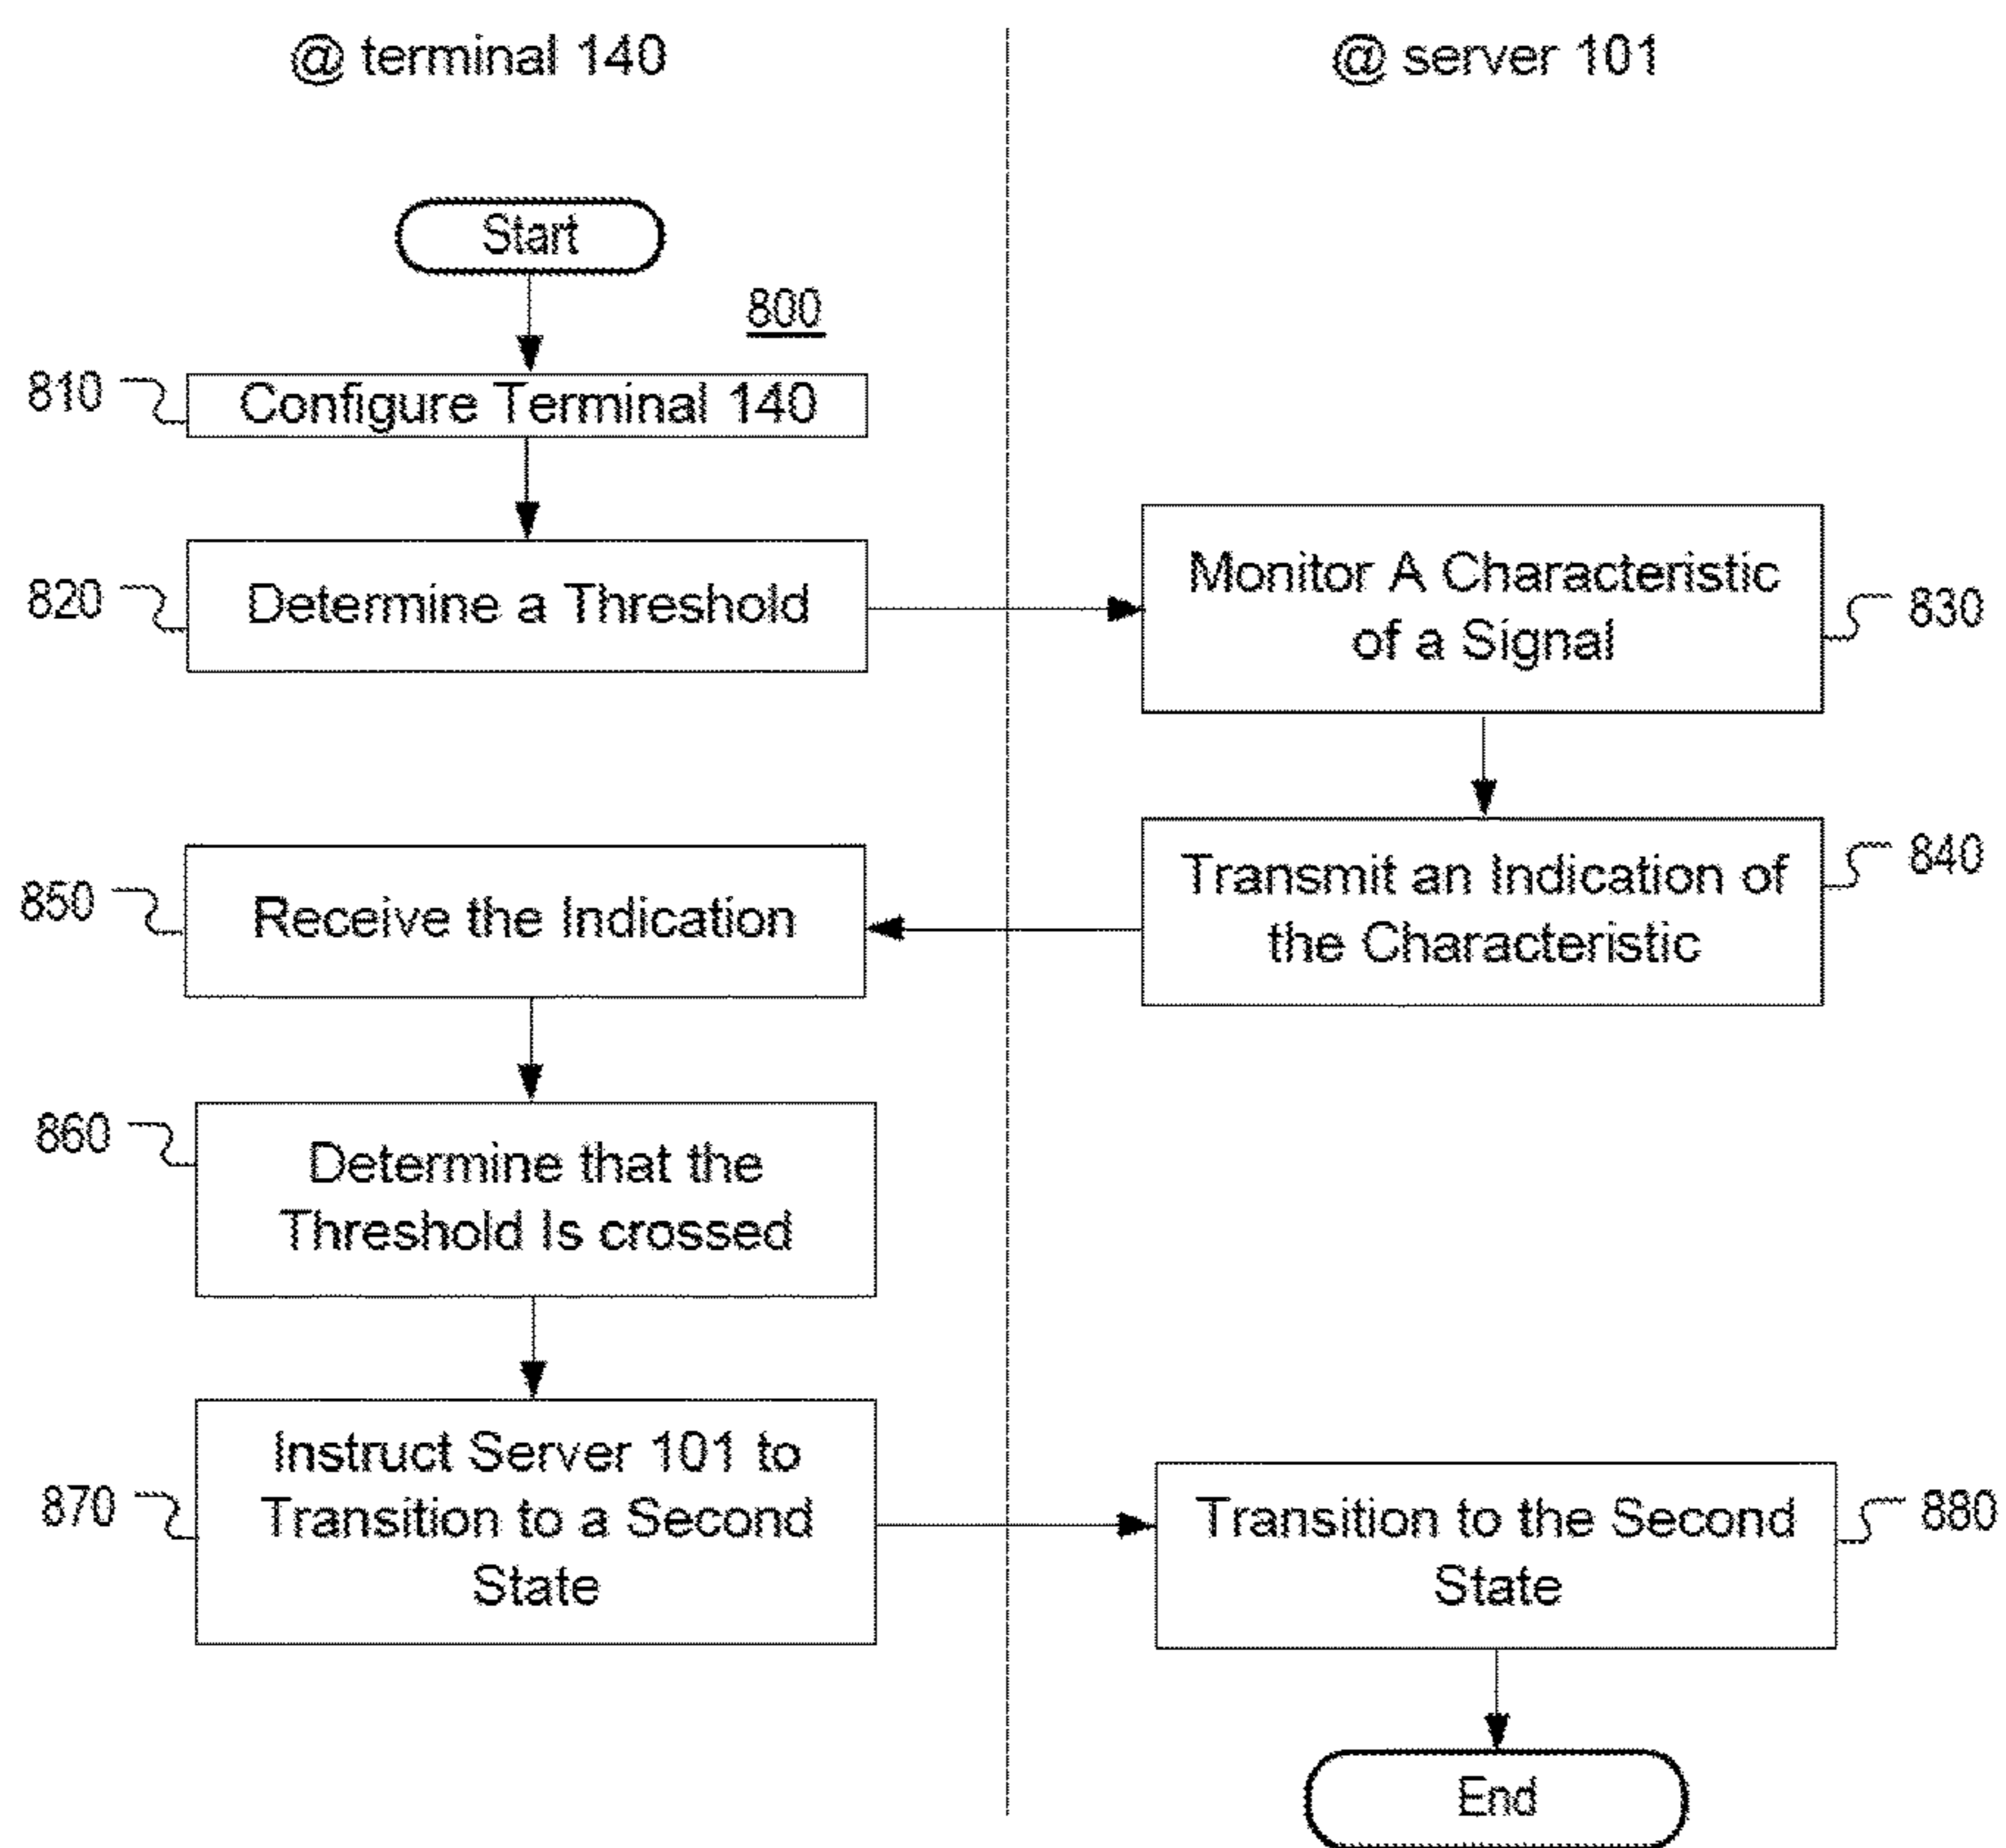 @ terminal 140
@ server 101
Start
800
810
Configure Terminal 140
820
Determine a Threshold
Monitor A Characteristic
of a Signal
830
Transmit an Indication of
the Characteristic
840
850
Receive the Indication
860
Determine that the
Threshold Is crossed
870
Instruct Server 101 to
Transition to a Second
State
Transition to the Second
State
880
End